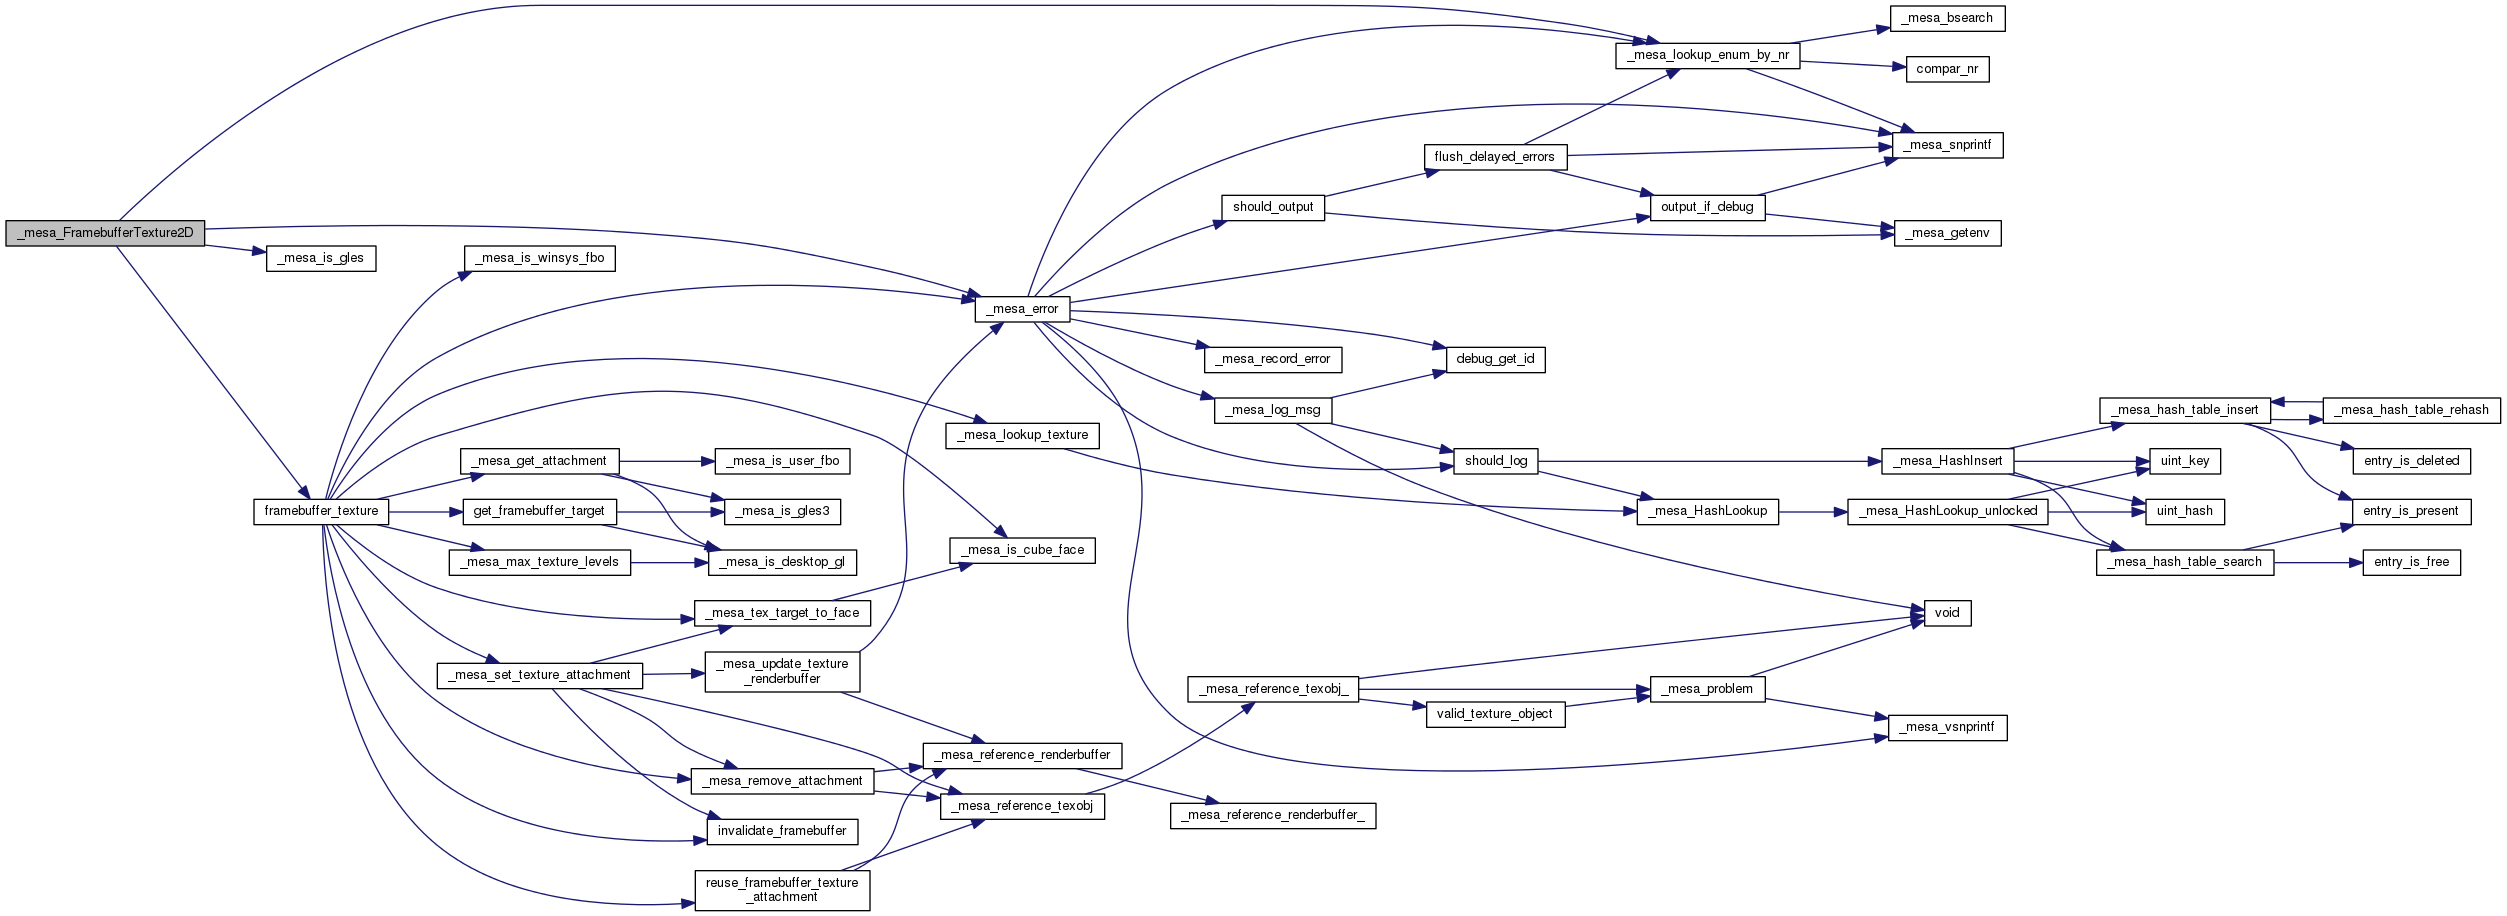 _mesa_FramebufferTexture2D
_mesa_is_gles
framebuffer_texture
_mesa_is_winsys_fbo
_mesa_get_attachment
get_framebuffer_target
_mesa_max_texture_levels
_mesa_set_texture_attachment
_mesa_is_user_fbo
_mesa_is_gles3
_mesa_is_desktop_gl
_mesa_tex_target_to_face
_mesa_update_texture
_renderbuffer
_mesa_remove_attachment
invalidate_framebuffer
reuse_framebuffer_texture
_attachment
_mesa_error
_mesa_lookup_texture
_mesa_is_cube_face
_mesa_reference_renderbuffer
_mesa_reference_texobj
should_output
_mesa_record_error
_mesa_log_msg
_mesa_reference_texobj_
_mesa_reference_renderbuffer_
flush_delayed_errors
debug_get_id
should_log
valid_texture_object
_mesa_lookup_enum_by_nr
output_if_debug
_mesa_HashLookup
_mesa_problem
_mesa_bsearch
compar_nr
_mesa_snprintf
_mesa_getenv
_mesa_HashInsert
_mesa_HashLookup_unlocked
void
_mesa_vsnprintf
_mesa_hash_table_insert
uint_key
uint_hash
_mesa_hash_table_search
_mesa_hash_table_rehash
entry_is_deleted
entry_is_present
entry_is_free